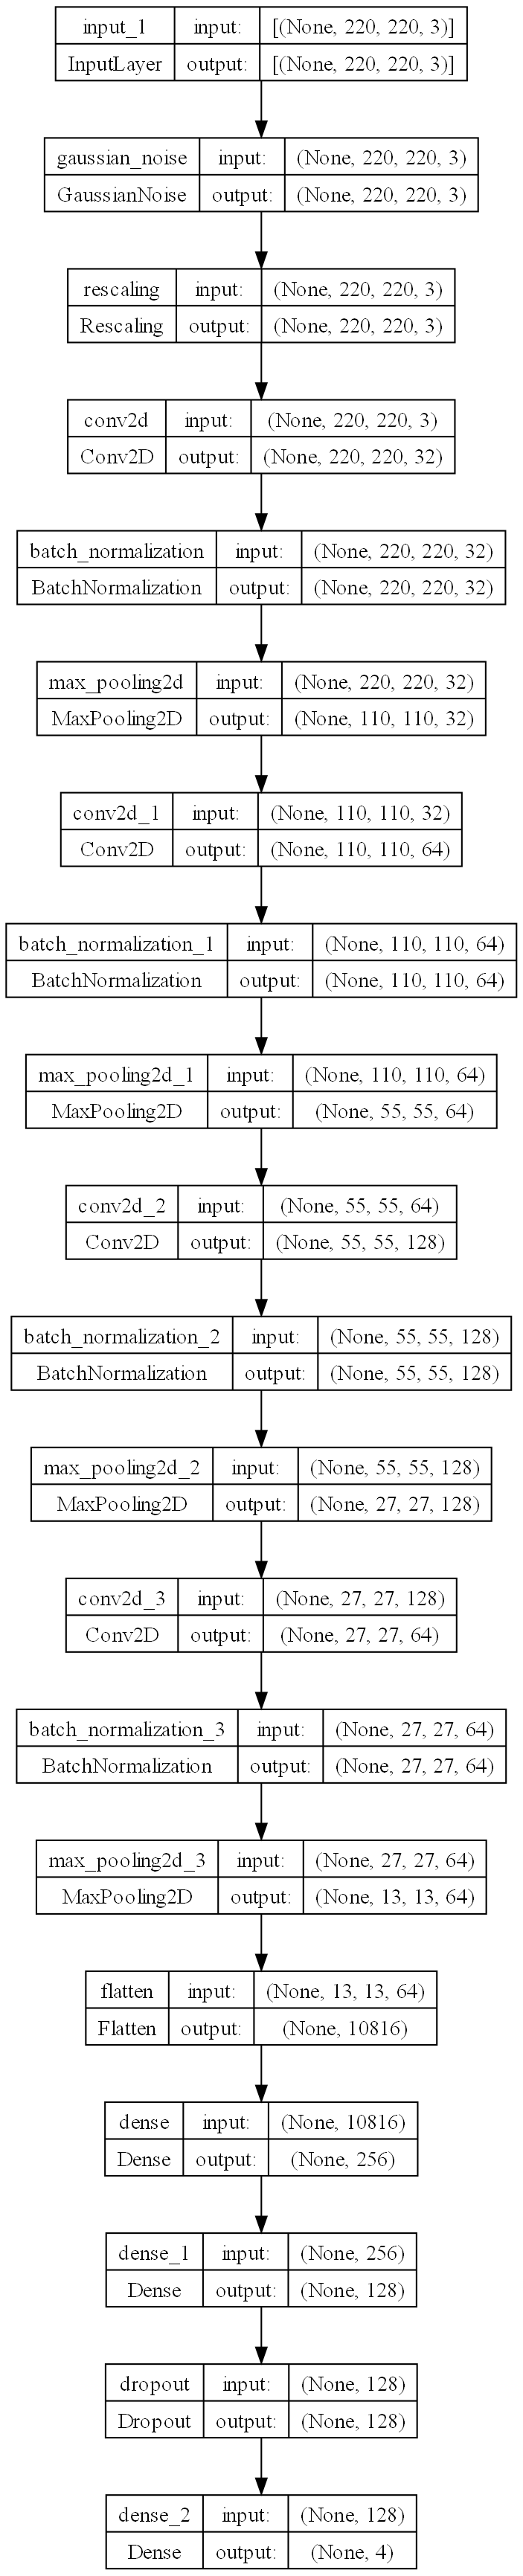 input_1 input: [(None, 220, 220, 3)]
InputLayer output: [(None, 220, 220, 3)]
gaussian_noise input: (None, 220, 220, 3)
GaussianNoise output: (None, 220, 220, 3)
rescaling input: (None, 220, 220, 3)
Rescaling output: (None, 220, 220, 3)
conv2d input: (None, 220, 220, 3)
Conv2D output: (None, 220, 220, 32)
batch_normalization input: (None, 220, 220, 32)
BatchNormalization output: (None, 220, 220, 32)
max_pooling2d input: (None, 220, 220, 32)
MaxPooling2D output: (None, 110, 110, 32)
conv2d_1 input: (None, 110, 110, 32)
Conv2D output: (None, 110, 110, 64)
batch_normalization_1 input: (None, 110, 110, 64)
BatchNormalization output: (None, 110, 110, 64)
max_pooling2d_1 input: (None, 110, 110, 64)
MaxPooling2D output: (None, 55, 55, 64)
conv2d_2 input: (None, 55, 55, 64)
Conv2D output: (None, 55, 55, 128)
batch_normalization_2 input: (None, 55, 55, 128)
BatchNormalization output: (None, 55, 55, 128)
max_pooling2d_2 input: (None, 55, 55, 128)
MaxPooling2D output: (None, 27, 27, 128)
conv2d_3 input: (None, 27, 27, 128)
Conv2D output: (None, 27, 27, 64)
batch_normalization_3 input: (None, 27, 27, 64)
BatchNormalization output: (None, 27, 27, 64)
max_pooling2d_3 input: (None, 27, 27, 64)
MaxPooling2D output: (None, 13, 13, 64)
flatten input: (None, 13, 13, 64)
Flatten output: (None, 10816)
dense input: (None, 10816)
Dense output: (None, 256)
dense_1 input: (None, 256)
Dense output: (None, 128)
dropout input: (None, 128)
Dropout output: (None, 128)
dense_2 input: (None, 128)
Dense output: (None, 4)